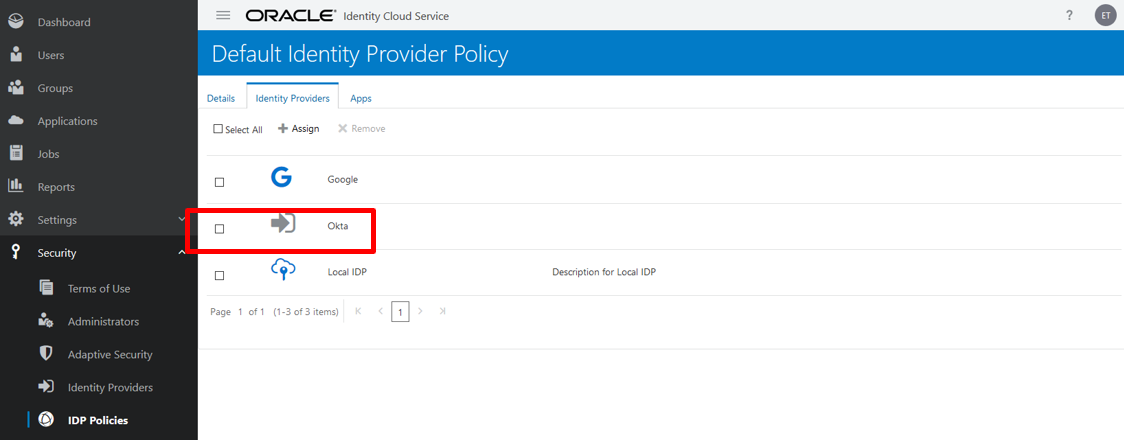 Dashboard
Users
Groups
Applications
Jobs
Reports
Settings
Security
Terms of Use
Administrators
Adaptive Security
Identity Providers
IDP Policies
ORACLE® Identity Cloud Service
? ET
Default Identity Provider Policy
Details Identity Providers Apps
Select All Assign Remove
Google
Okta
Local IDP Description for Local IDP
Page 1 of 1 (1-3 of 3 items) 1